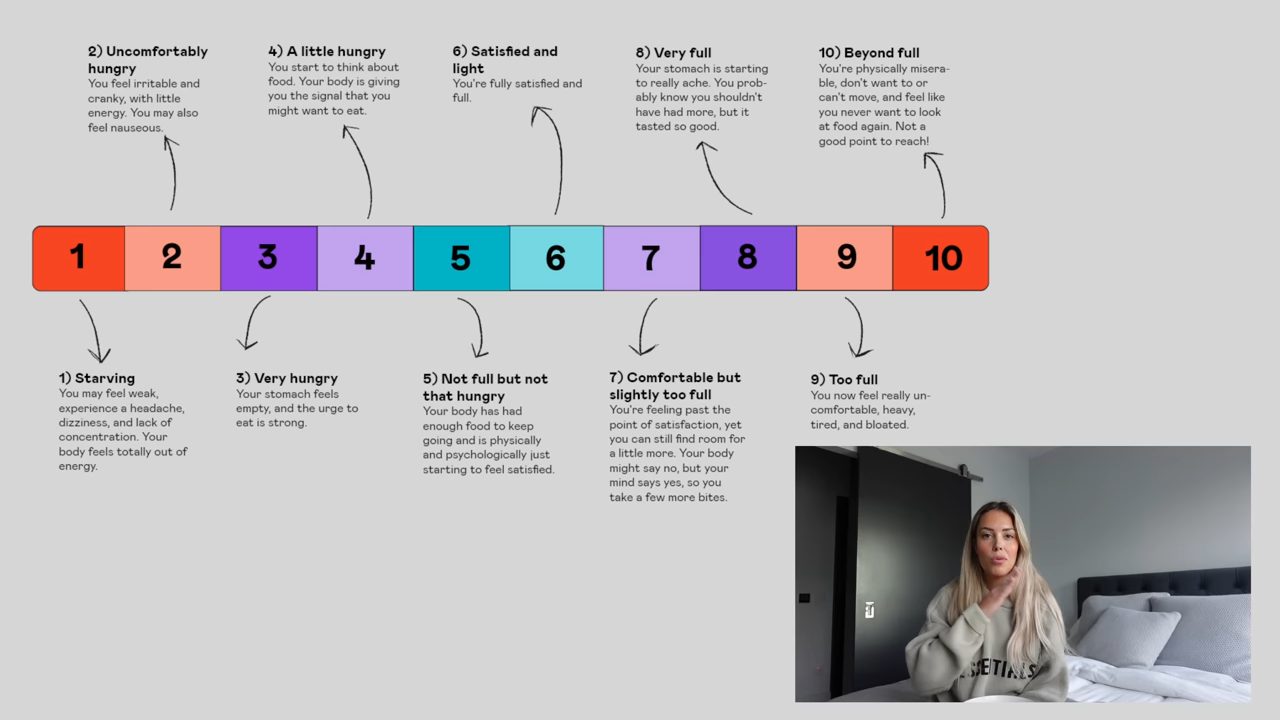 2) Uncomfortably
hungry
You feel irritable and
cranky, with little
energy. You may also
feel nauseous.
4) A little hungry
You start to think about
food. Your body is giving
you the signal that you
might want to eat.
6) Satisfied and
light
You're fully satisfied and
full.
8) Very full
Your stomach is starting
to really ache. You prob-
ably know you shouldn't
have had more, but it
tasted so good.
10) Beyond full
You're physically misera-
ble, don't want to or
can't move, and feel like
you never want to look
at food again. Not a
good point to reach!
1 2 3 4 5 6 7 8 9 10
1) Starving
You may feel weak,
experience a headache,
dizziness, and lack of
concentration. Your
body feels totally out of
energy.
3) Very hungry
Your stomach feels
empty, and the urge to
eat is strong.
5) Not full but not
that hungry
Your body has had
enough food to keep
going and is physically
and psychologically just
starting to feel satisfied.
7) Comfortable but
slightly too full
You're feeling past the
point of satisfaction, yet
you can still find room for
a little more. Your body
might say no, but your
mind says yes, so you
take a few more bites.
9) Too full
You now feel really un-
comfortable, heavy,
tired, and bloated.
ESSENTIALS